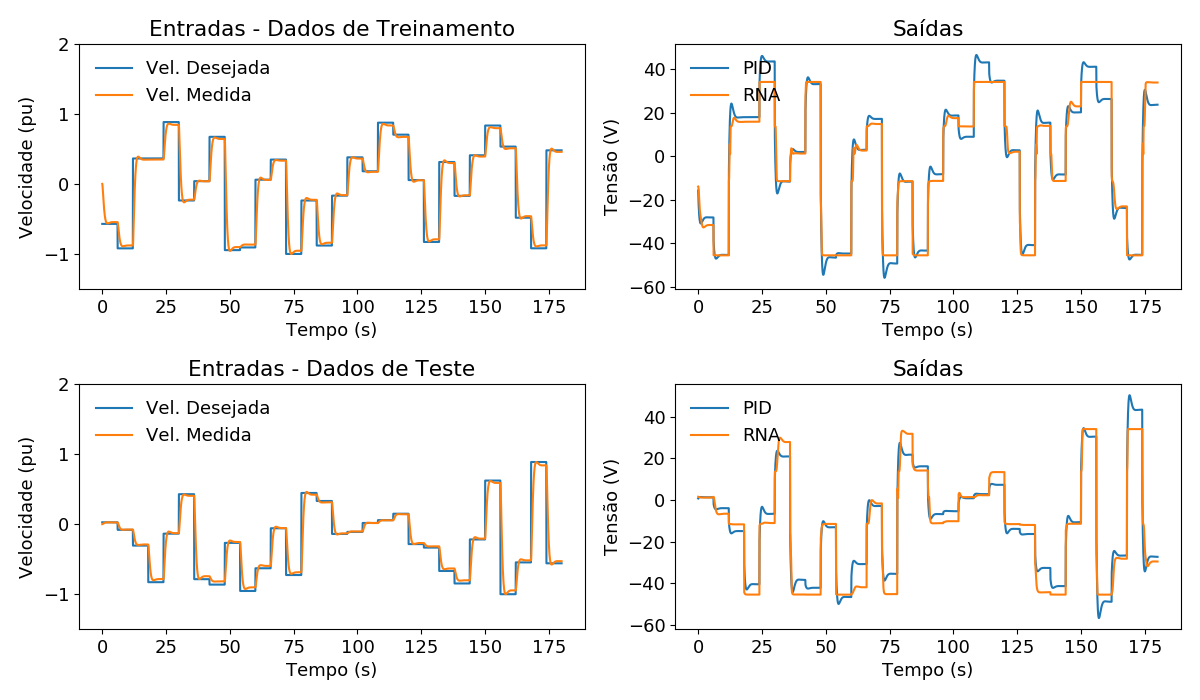 Entradas - Dados de Treinamento
2
Vel. Desejada
Vel. Medida
1
0
−1
Velocidade (pu)
0 25 50 75 100 125 150 175
Tempo (s)
Saídas
40
PID
RNA
20
0
−20
−40
−60
Tensão (V)
0 25 50 75 100 125 150 175
Tempo (s)
Entradas - Dados de Teste
2
Vel. Desejada
Vel. Medida
1
0
−1
Velocidade (pu)
0 25 50 75 100 125 150 175
Tempo (s)
Saídas
40
PID
RNA
20
0
−20
−40
−60
Tensão (V)
0 25 50 75 100 125 150 175
Tempo (s)